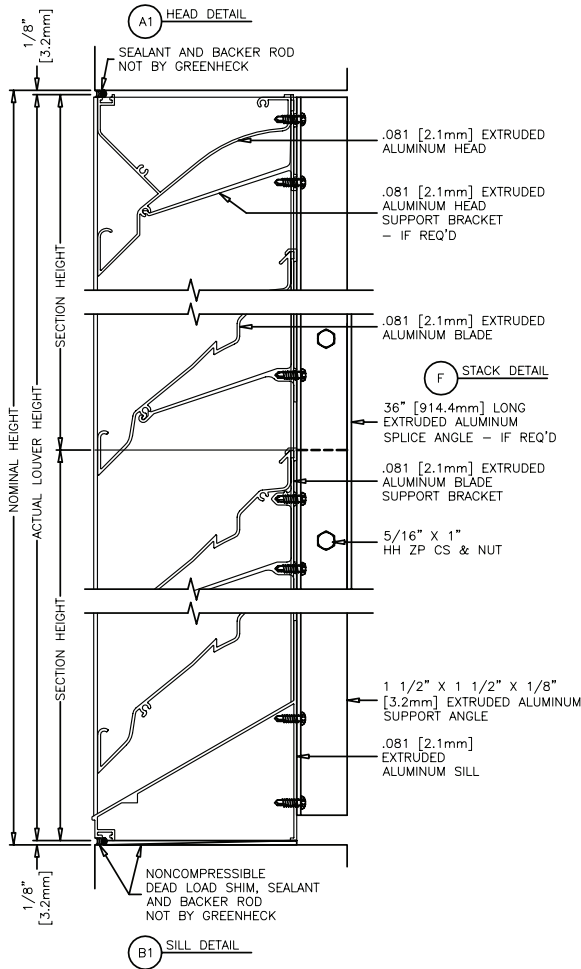 A1 HEAD DETAIL
1/8"
[3.2mm]
SEALANT AND BACKER ROD
NOT BY GREENHECK
.081 [2.1mm] EXTRUDED
ALUMINUM HEAD
.081 [2.1mm] EXTRUDED
ALUMINUM HEAD
SUPPORT BRACKET
– IF REQ'D
SECTION HEIGHT
.081 [2.1mm] EXTRUDED
ALUMINUM BLADE
F STACK DETAIL
36" [914.4mm] LONG
EXTRUDED ALUMINUM
SPLICE ANGLE – IF REQ'D
NOMINAL HEIGHT
ACTUAL LOUVER HEIGHT
.081 [2.1mm] EXTRUDED
ALUMINUM BLADE
SUPPORT BRACKET
5/16" X 1"
HH ZP CS & NUT
SECTION HEIGHT
1 1/2" X 1 1/2" X 1/8"
[3.2mm] EXTRUDED ALUMINUM
SUPPORT ANGLE
.081 [2.1mm]
EXTRUDED
ALUMINUM SILL
1/8"
[3.2mm]
NONCOMPRESSIBLE
DEAD LOAD SHIM, SEALANT
AND BACKER ROD
NOT BY GREENHECK
B1 SILL DETAIL